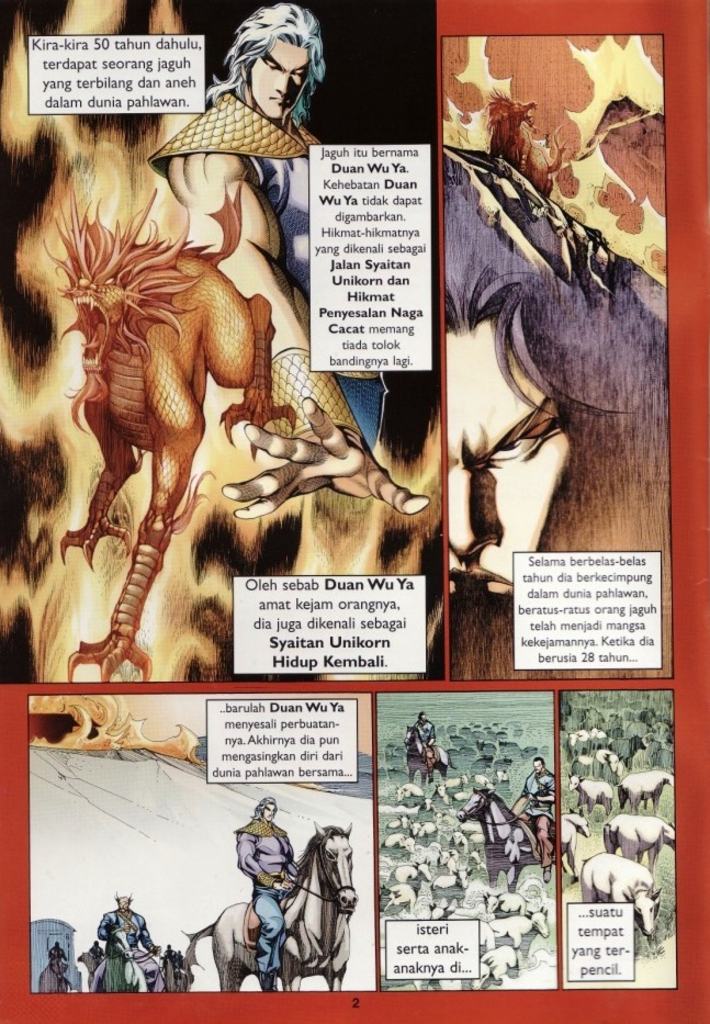 Kira-kira 50 tahun dahulu,
terdapat seorang jaguh
yang terbilang dan aneh
dalam dunia pahlawan.
Jaguh itu bernama
Duan Wu Ya.
Kehebatan Duan
Wu Ya tidak dapat
digambarkan.
Hikmat-hikmatnya
yang dikenali sebagai
Jalan Syaitan
Unikorn dan
Hikmat
Penyesalan Naga
Cacat memang
tiada tolok
bandingnya lagi.
Oleh sebab Duan Wu Ya
amat kejam orangnya,
dia juga dikenali sebagai
Syaitan Unikorn
Hidup Kembali.
Selama berbelas-belas
tahun dia berkecimpung
dalam dunia pahlawan,
beratus-ratus orang jaguh
telah menjadi mangsa
kekejamannya. Ketika dia
berusia 28 tahun...
..barulah Duan Wu Ya
menyesali perbuatan-
nya. Akhirnya dia pun
mengasingkan diri dari
dunia pahlawan bersama...
isteri
serta anak-
anaknya di...
...suatu
tempat
yang ter-
pencil.
2